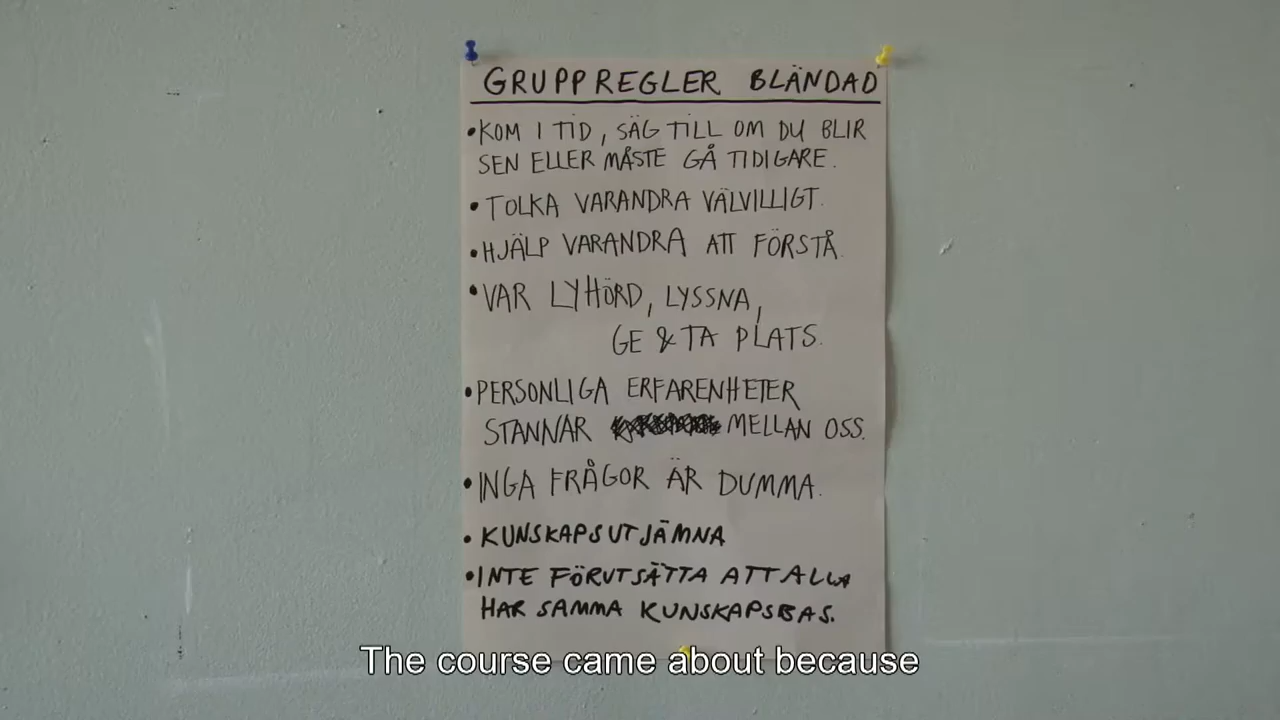 GRUPPREGLER BLÄNDAD
• KOM I TID, SÄG TILL OM DU BLIR
SEN ELLER MÅSTE GÅ TIDIGARE.
• TOLKA VARANDRA VÄLVILLIGT.
• HJÄLP VARANDRA ATT FÖRSTÅ.
• VAR LYHÖRD, LYSSNA,
GE & TA PLATS.
• PERSONLIGA ERFARENHETER
STANNAR MELLAN OSS.
• INGA FRÅGOR ÄR DUMMA.
• KUNSKAPSUTJÄMNA
• INTE FÖRUTSÄTTA ATT ALLA
HAR SAMMA KUNSKAPSBAS.
The course came about because